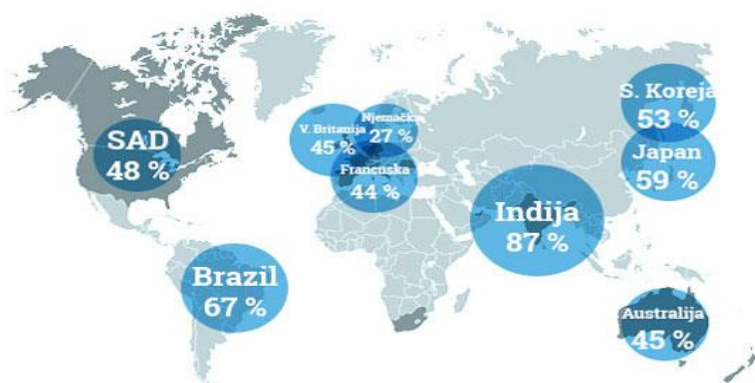 SAD
48 %
V. Britanija
45 %
Njemačka
27 %
Francuska
44 %
S. Koreja
53 %
Japan
59 %
Indija
87 %
Brazil
67 %
Australija
45 %